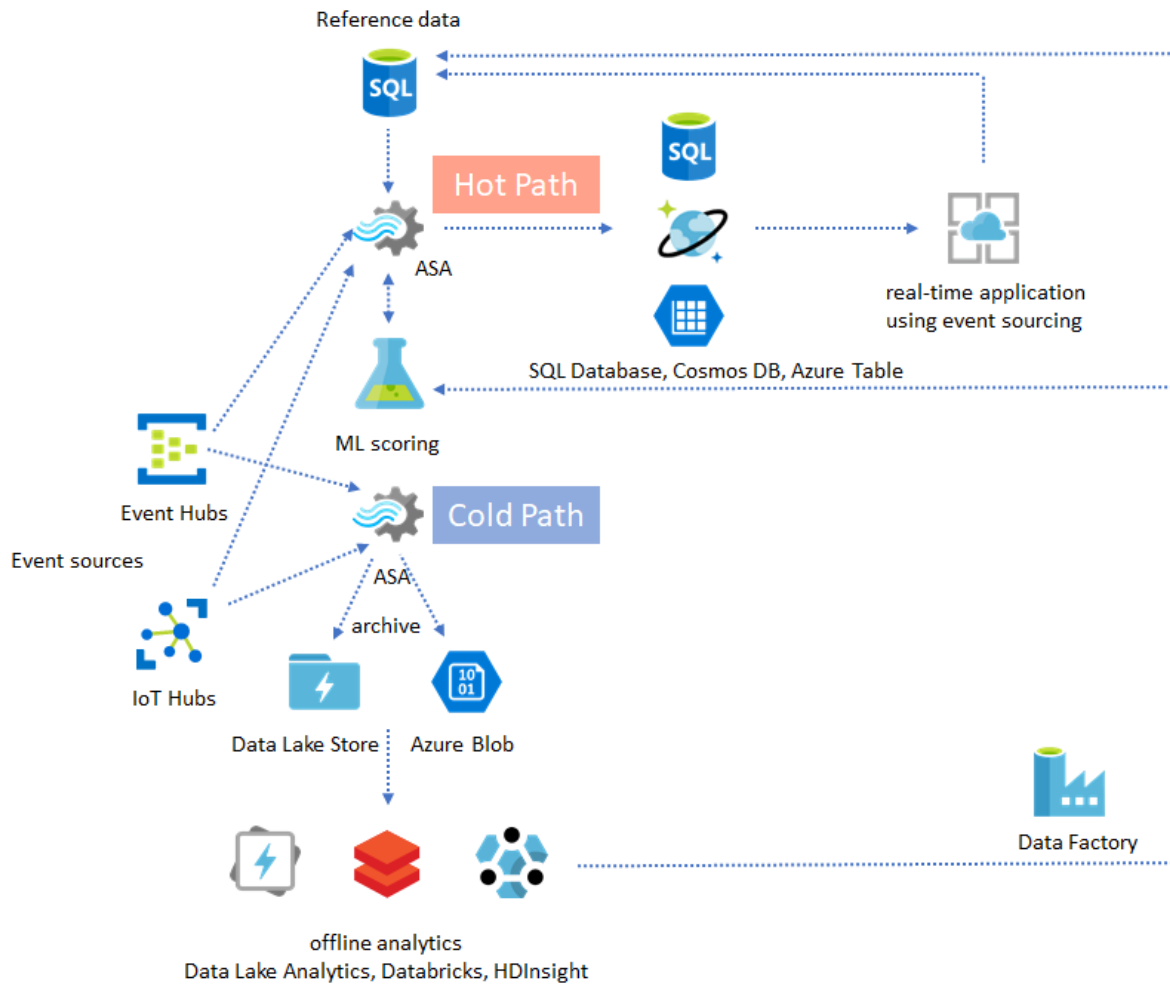 Reference data
SQL
SQL
Hot Path
ASA
real-time application
using event sourcing
SQL Database, Cosmos DB, Azure Table
ML scoring
Event Hubs
Cold Path
Event sources
ASA
archive
10
01
IoT Hubs
Data Lake Store
Azure Blob
Data Factory
offline analytics
Data Lake Analytics, Databricks, HDInsight